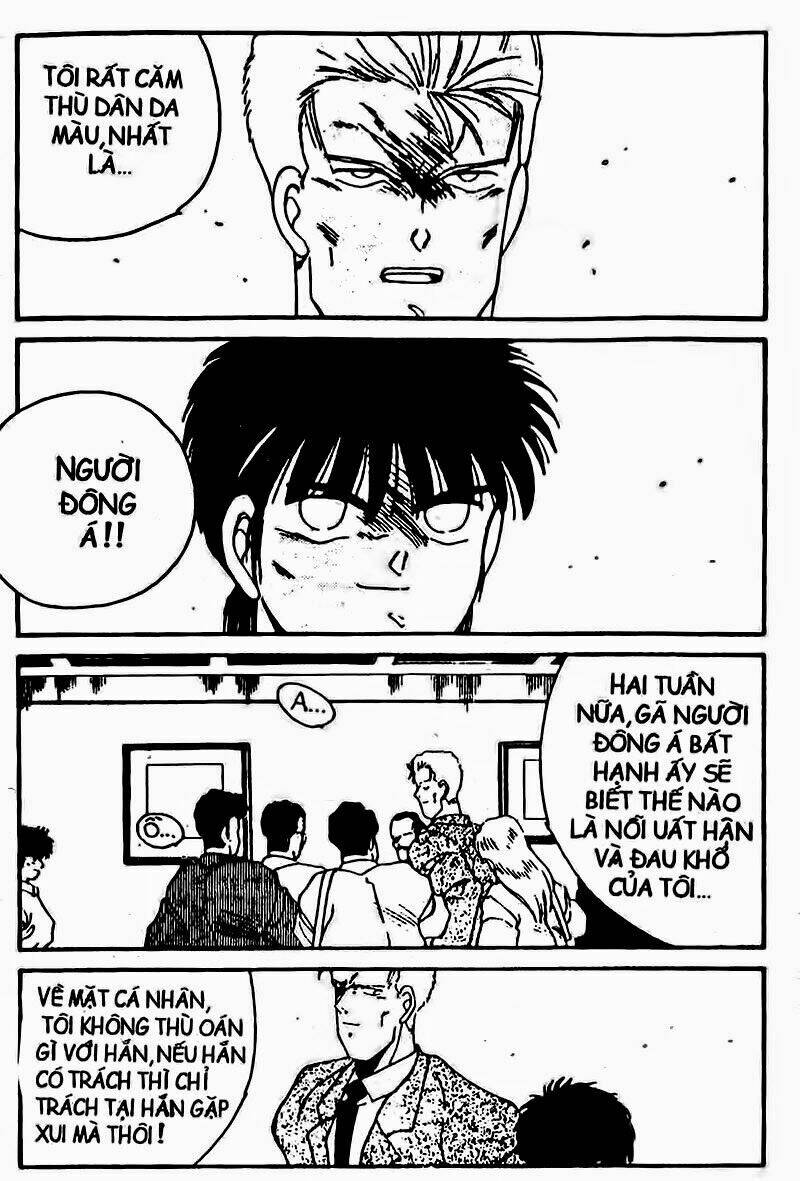 TÔI RẤT CĂM
THÙ DÂN DA
MÀU,NHẤT
LÀ...
NGƯỜI
ĐÔNG
Á!!
A...
HAI TUẦN
NỮA,GÃ NGƯỜI
ĐÔNG Á BẤT
HẠNH ẤY SẼ
BIẾT THẾ NÀO
LÀ NỐI UẤT HẬN
VÀ ĐAU KHỔ
CỦA TÔI...
Ồ...
VỀ MẶT CÁ NHÂN,
TÔI KHÔNG THÙ OÁN
GÌ VỚI HẮN,NẾU HẮN
CÓ TRÁCH THÌ CHỈ
TRÁCH TẠI HẮN GẶP
XUI MÀ THÔI!